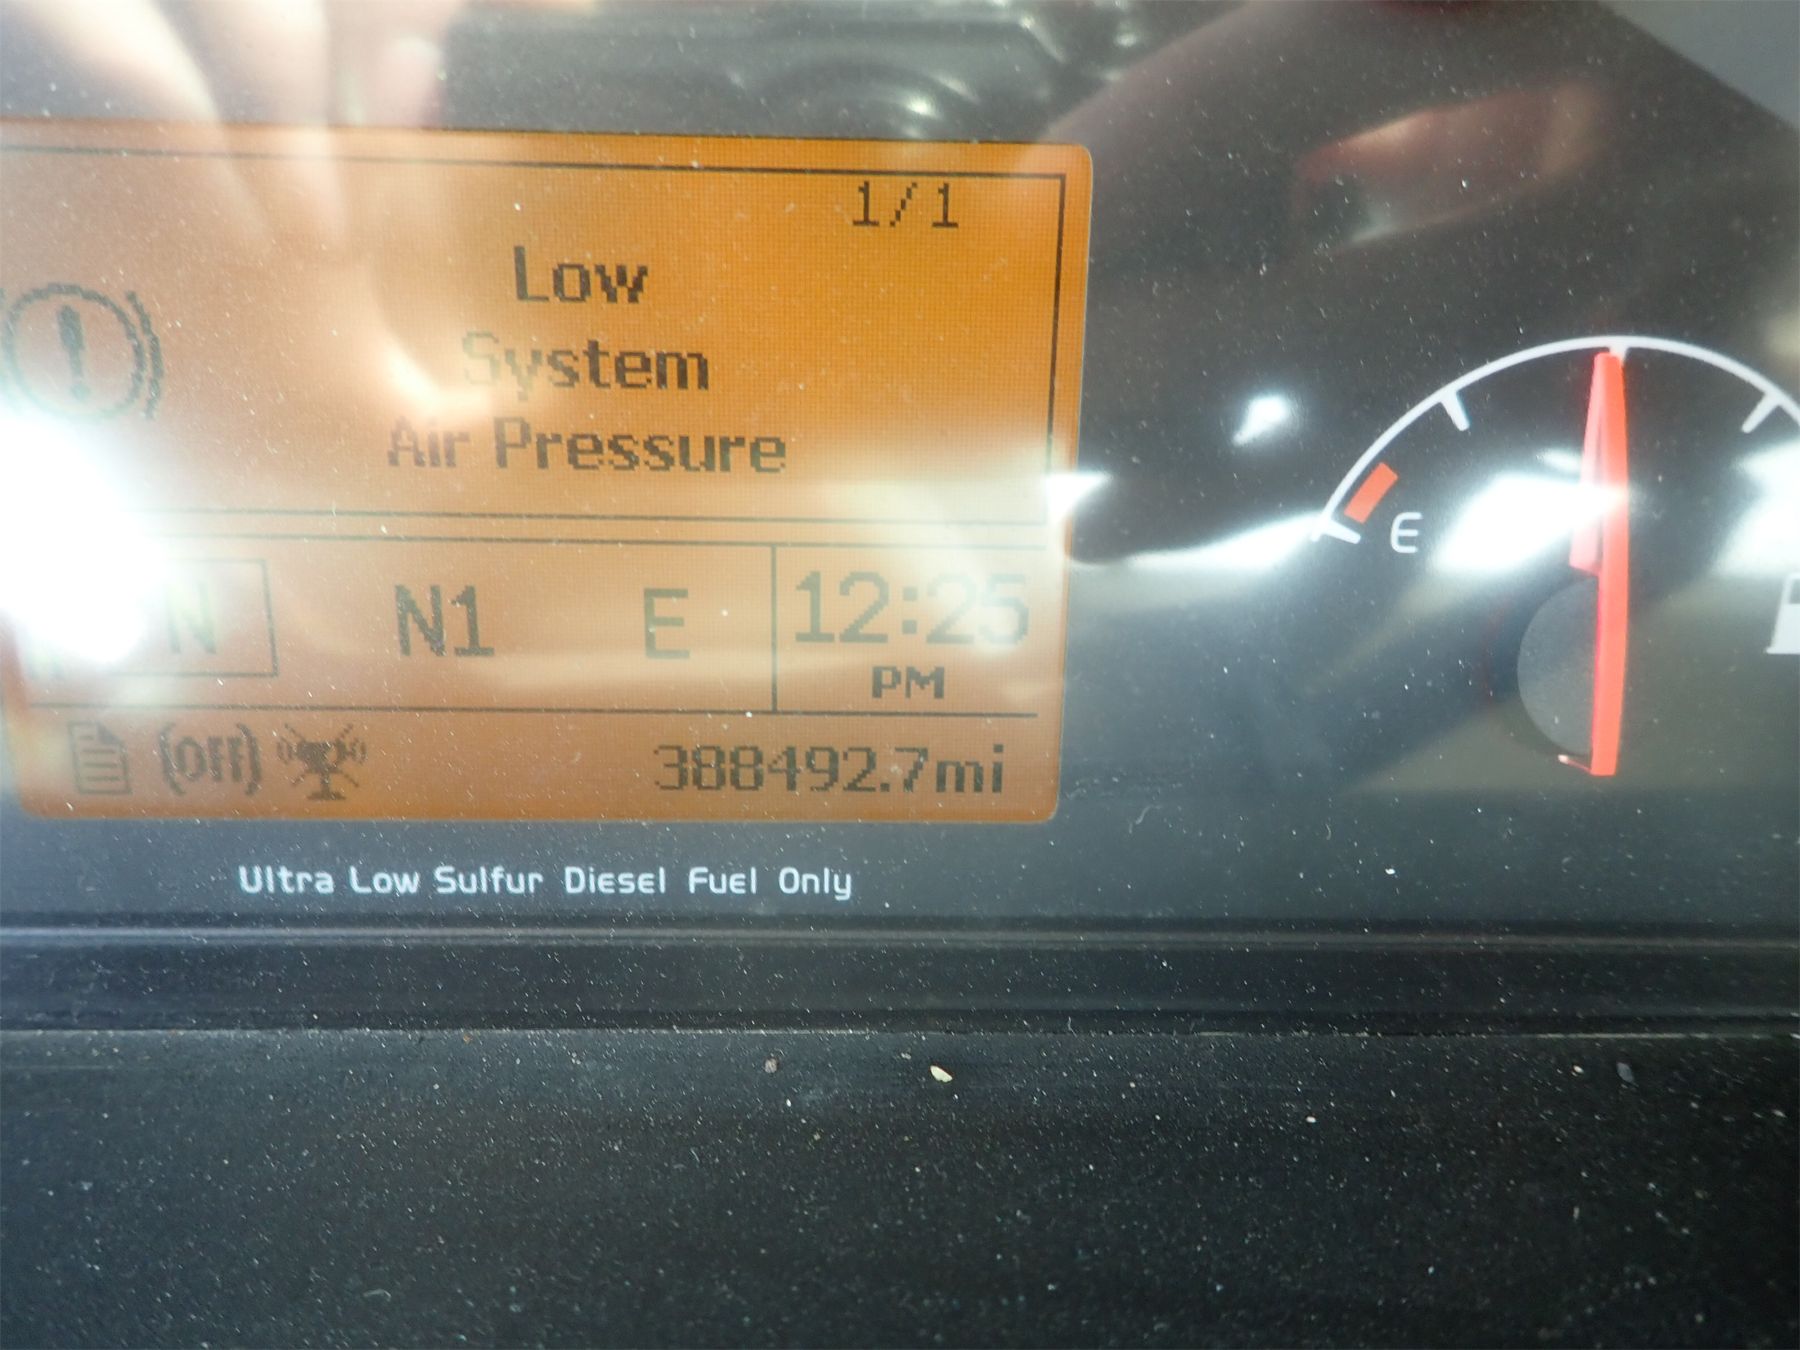 1/1
Low
System
Air Pressure
N N1 E 12:25
PM
(Off) 388492.7mi
E
Ultra Low Sulfur Diesel Fuel Only